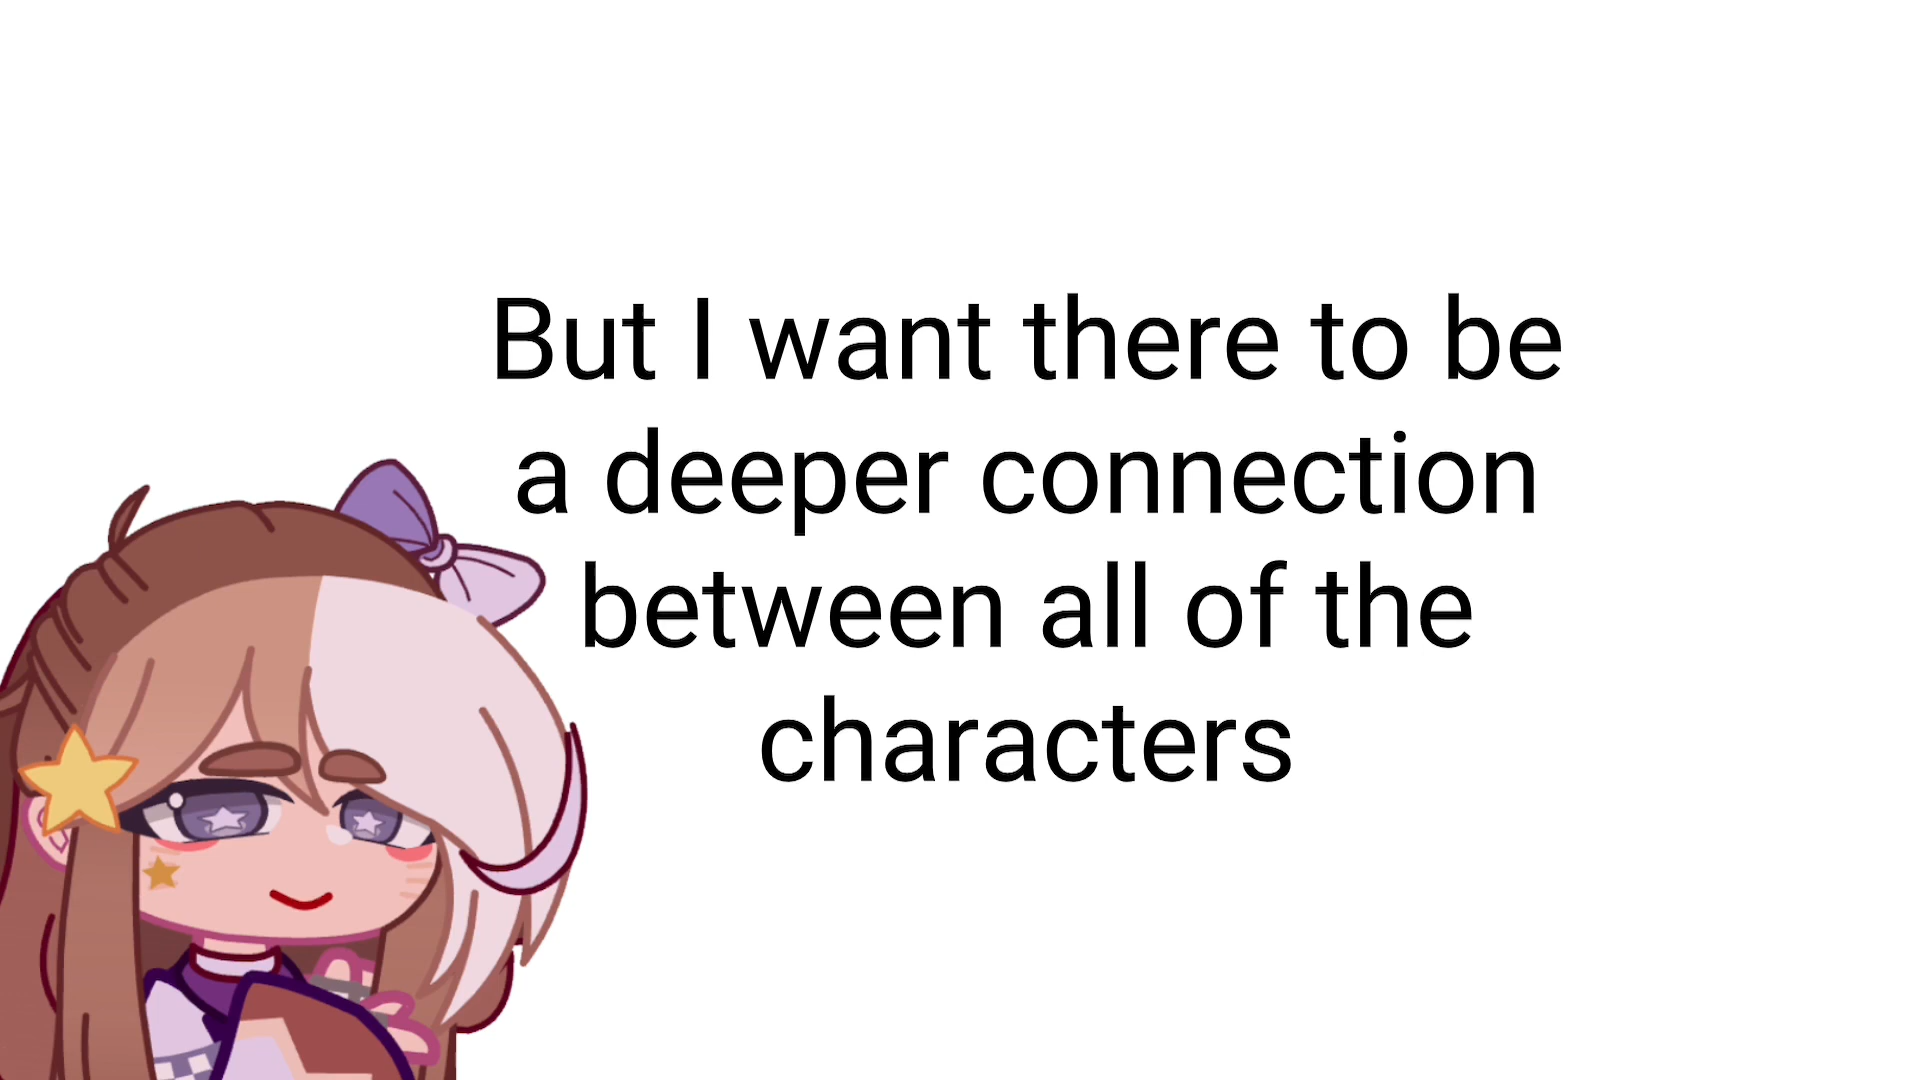 But I want there to be
a deeper connection
between all of the
characters